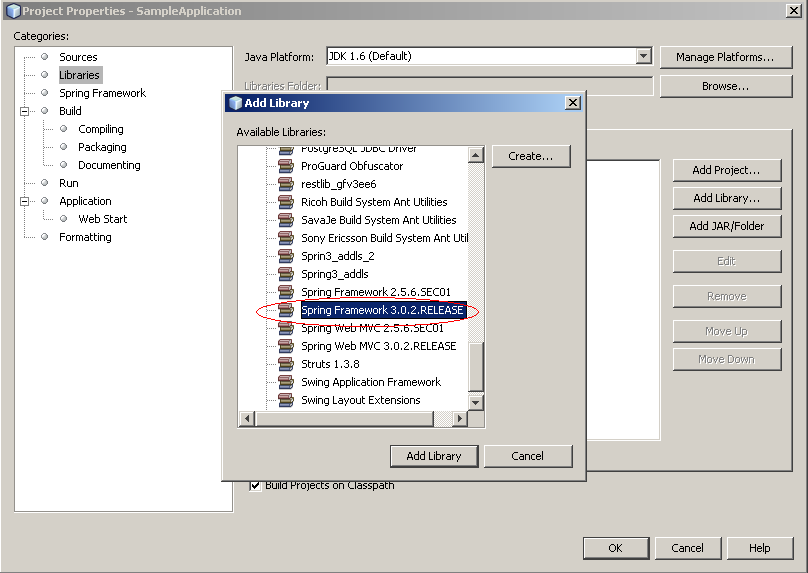 Project Properties - SampleApplication
Categories:
Sources
Libraries
Spring Framework
Build
Compiling
Packaging
Documenting
Run
Application
Web Start
Formatting
Java Platform:
JDK 1.6 (Default)
Manage Platforms...
Libraries Folder:
Browse...
Add Library
Available Libraries:
PostgreSQL JDBC Driver
ProGuard Obfuscator
restlib_gfv3ee6
Ricoh Build System Ant Utilities
SavaJe Build System Ant Utilities
Sony Ericsson Build System Ant Util
Sprin3_addls_2
Spring3_addls
Spring Framework 2.5.6.SEC01
Spring Framework 3.0.2.RELEASE
Spring Web MVC 2.5.6.SEC01
Spring Web MVC 3.0.2.RELEASE
Struts 1.3.8
Swing Application Framework
Swing Layout Extensions
Create...
Add Library
Cancel
Add Project...
Add Library...
Add JAR/Folder
Edit
Remove
Move Up
Move Down
Build Projects on Classpath
OK
Cancel
Help